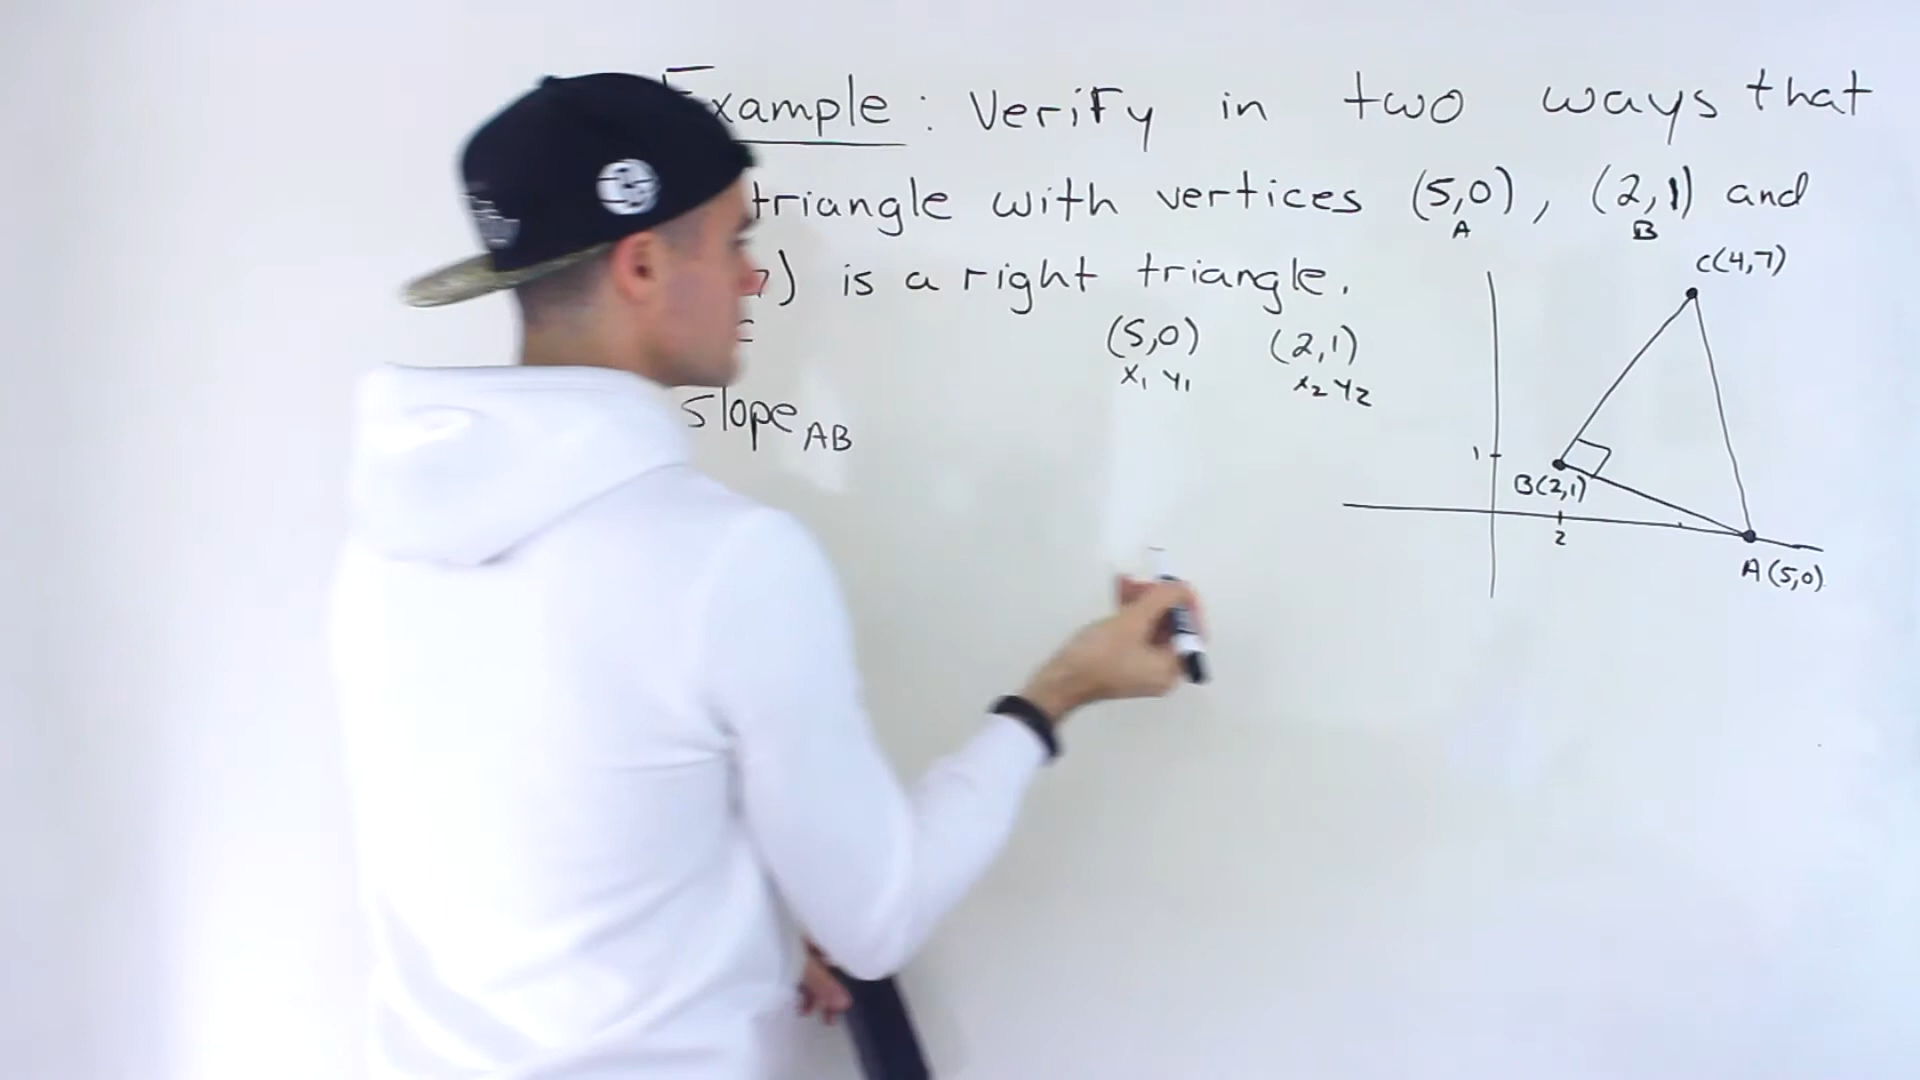 Example: Verify in two ways that
triangle with vertices (5,0), (2,1) and
A B
7) is a right triangle.
C(4,7)
(5,0) (2,1)
x₁ y₁ x₂ y₂
Slope AB
1
B(2,1)
2
A(5,0)